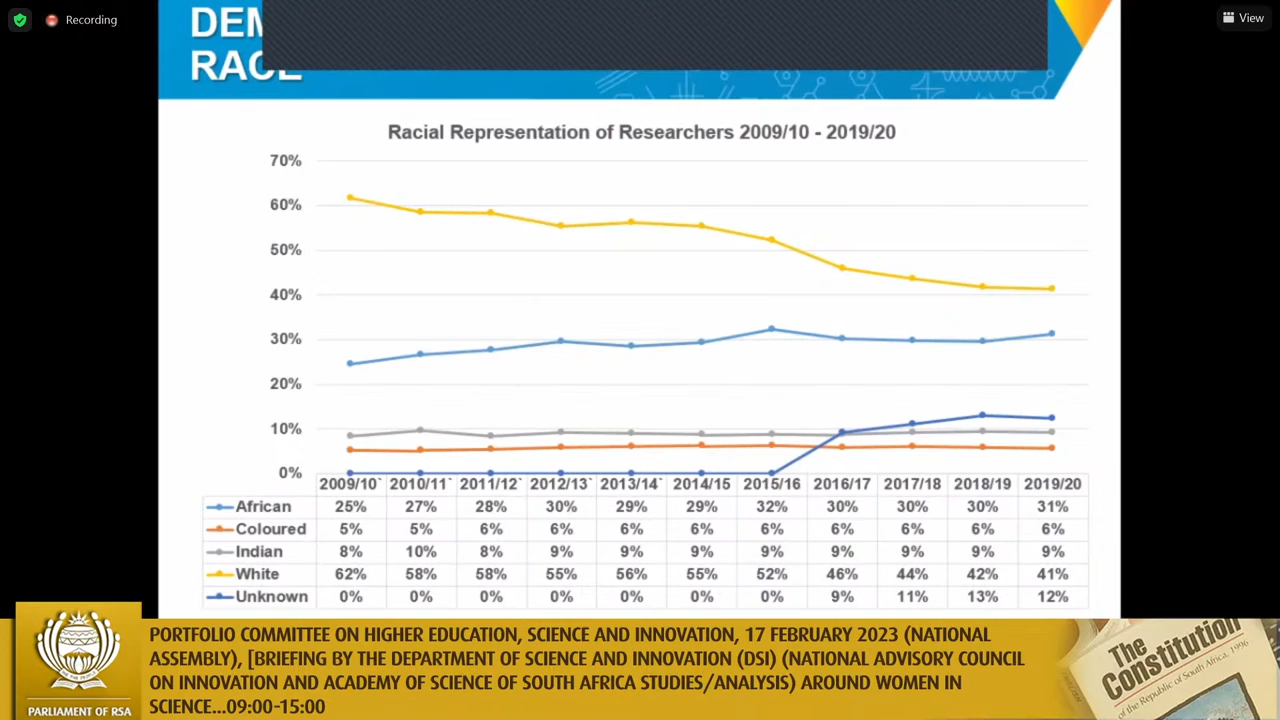 Recording
View
RACE
Racial Representation of Researchers 2009/10 - 2019/20
70%
60%
50%
40%
30%
20%
10%
0%
2009/10` 2010/11` 2011/12` 2012/13` 2013/14` 2014/15 2015/16 2016/17 2017/18 2018/19 2019/20
African 25% 27% 28% 30% 29% 29% 32% 30% 30% 30% 31%
Coloured 5% 5% 6% 6% 6% 6% 6% 6% 6% 6% 6%
Indian 8% 10% 8% 9% 9% 9% 9% 9% 9% 9% 9%
White 62% 58% 58% 55% 56% 55% 52% 46% 44% 42% 41%
Unknown 0% 0% 0% 0% 0% 0% 0% 9% 11% 13% 12%
PARLIAMENT OF RSA
PORTFOLIO COMMITTEE ON HIGHER EDUCATION, SCIENCE AND INNOVATION, 17 FEBRUARY 2023 (NATIONAL
ASSEMBLY), [BRIEFING BY THE DEPARTMENT OF SCIENCE AND INNOVATION (DSI) (NATIONAL ADVISORY COUNCIL
ON INNOVATION AND ACADEMY OF SCIENCE OF SOUTH AFRICA STUDIES/ANALYSIS) AROUND WOMEN IN
SCIENCE...09:00-15:00
The
Constitution
of the Republic of South Africa, 1996